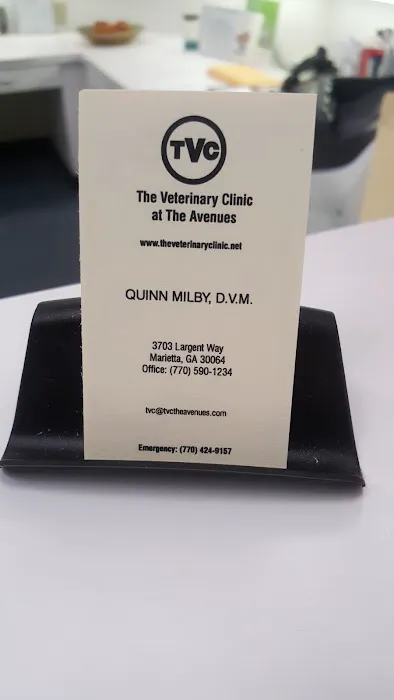 TVC
The Veterinary Clinic
at The Avenues
www.theveterinaryclinic.net
QUINN MILBY, D.V.M.
3703 Largent Way
Marietta, GA 30064
Office: (770) 590-1234
tvc@tvctheavenues.com
Emergency: (770) 424-9157